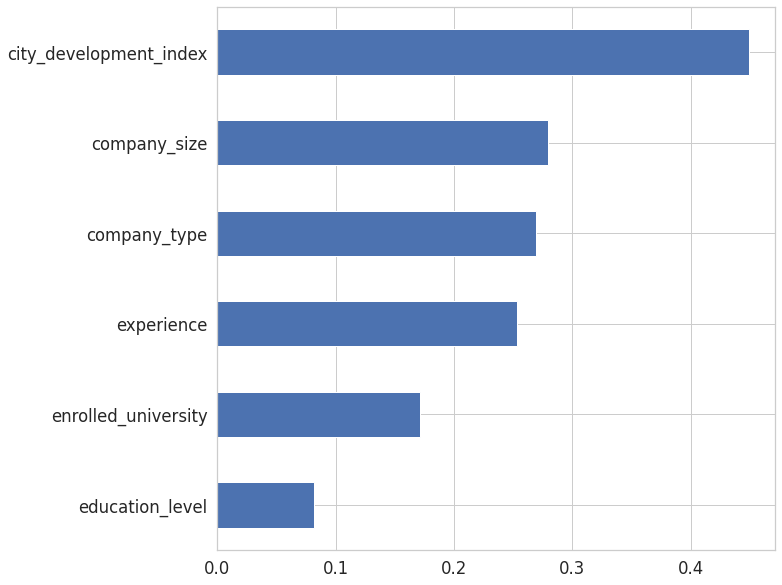 city_development_index
company_size
company_type
experience
enrolled_university
education_level
0.0 0.1 0.2 0.3 0.4